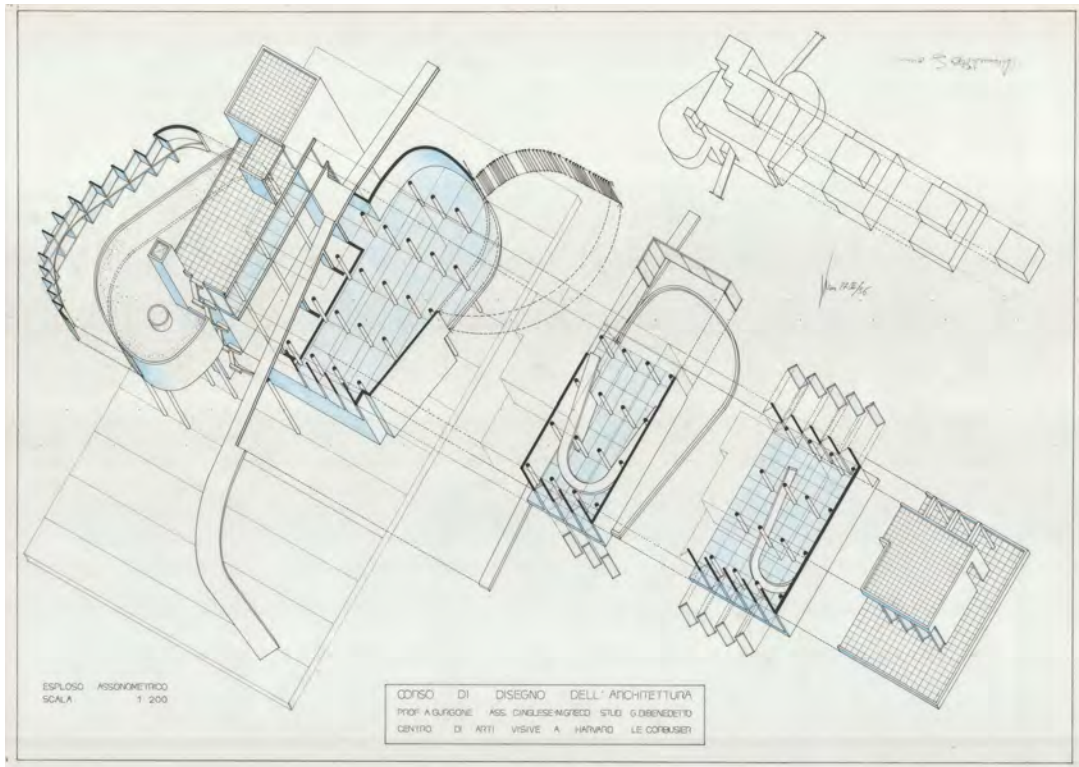 ESPLOSO ASSONOMETRICO
SCALA 1 200
CORSO DI DISEGNO DELL'ARCHITETTURA
PROF A.GURGONE ASS. CINGLESE-M.GRECO STUD G.DIBENEDETTO
CENTRO DI ARTI VISIVE A HARVARD LE CORBUSIER